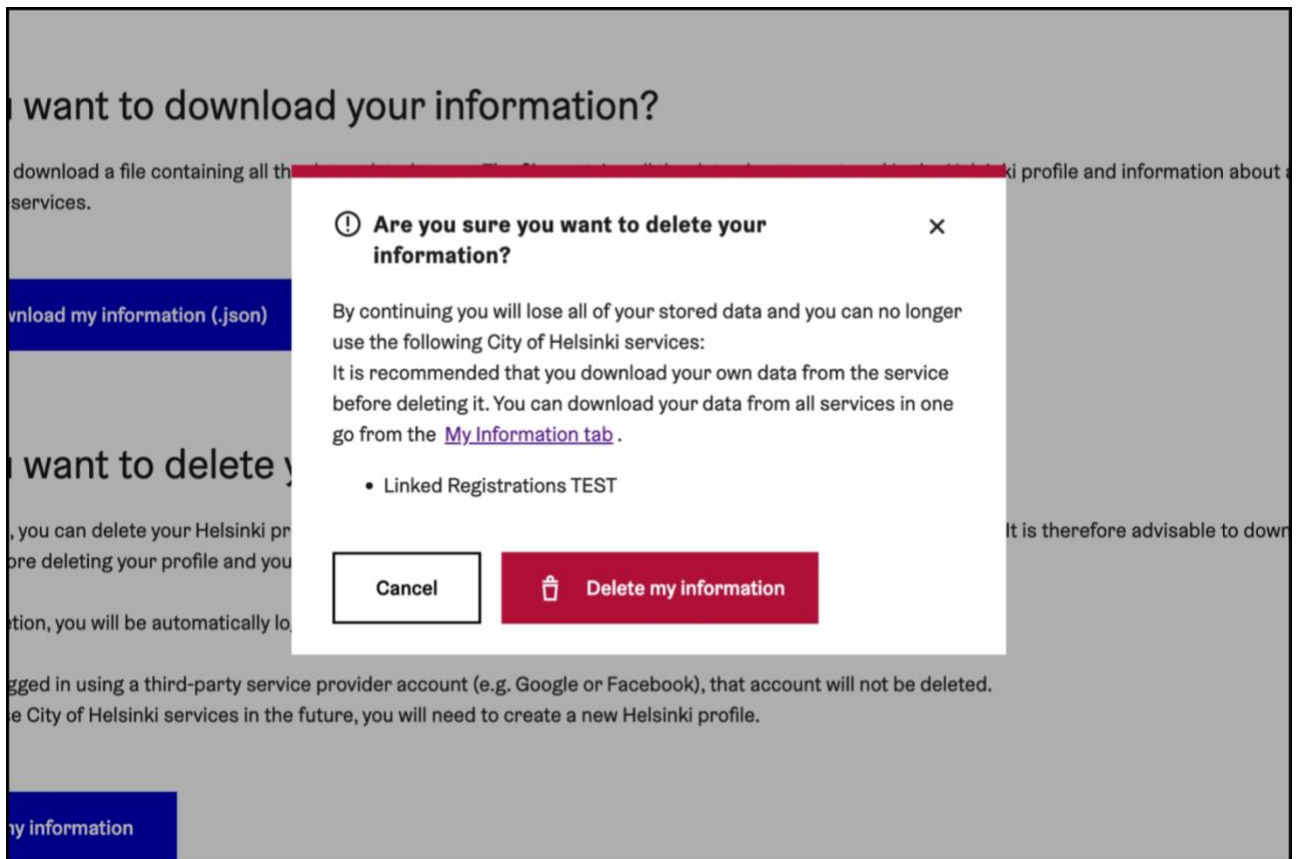 want to download your information?
download a file containing all th
ki profile and information about
services.
Are you sure you want to delete your
information?
wnload my information (.json)
By continuing you will lose all of your stored data and you can no longer
use the following City of Helsinki services:
It is recommended that you download your own data from the service
before deleting it. You can download your data from all services in one
go from the My Information tab .
want to delete y
• Linked Registrations TEST
, you can delete your Helsinki pr
It is therefore advisable to down
ore deleting your profile and you
Cancel
Delete my information
etion, you will be automatically lo
gged in using a third-party service provider account (e.g. Google or Facebook), that account will not be deleted.
e City of Helsinki services in the future, you will need to create a new Helsinki profile.
my information